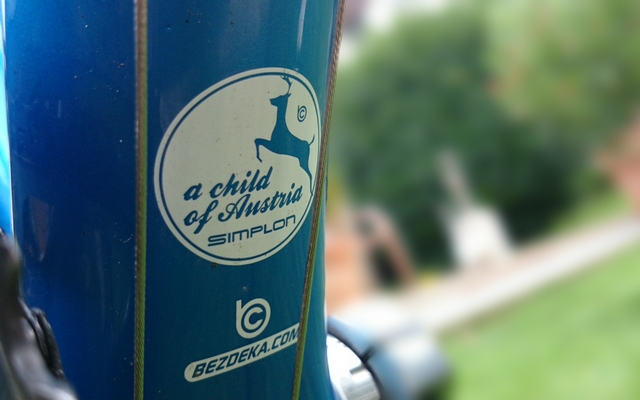 a child
of Austria
SIMPLON
BEZDEKA.COM